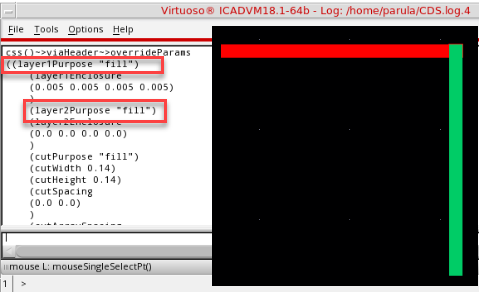 Virtuoso® ICADVM18.1-64b - Log: /home/parula/CDS.log.4
File Tools Options Help
css()~>viaHeader~>overrideParams
((layer1Purpose "fill")
(layer1Enclosure
(0.005 0.005 0.005 0.005)
)
(layer2Purpose "fill")
(layer2Enclosure
(0.0 0.0 0.0 0.0)
)
(cutPurpose "fill")
(cutWidth 0.14)
(cutHeight 0.14)
(cutSpacing
(0.0 0.0)
)
(cutArraySpacing
mouse L: mouseSingleSelectPt()
1 >